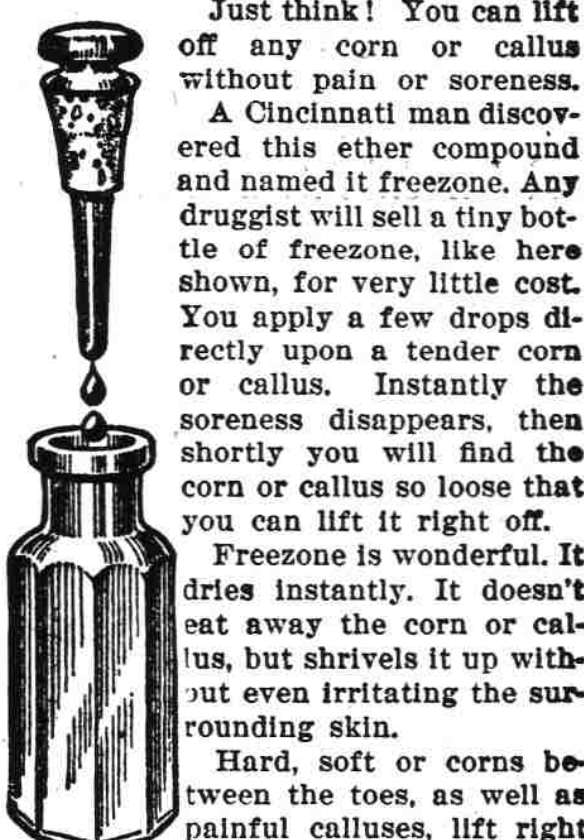 Just think! You can lift
off any corn or callus
without pain or soreness.
A Cincinnati man discov-
ered this ether compound
and named it freezone. Any
druggist will sell a tiny bot-
tle of freezone, like here
shown, for very little cost.
You apply a few drops di-
rectly upon a tender corn
or callus. Instantly the
soreness disappears, then
shortly you will find the
corn or callus so loose that
you can lift it right off.
Freezone is wonderful. It
dries instantly. It doesn't
eat away the corn or cal-
lus, but shrivels it up with-
out even irritating the sur-
rounding skin.
Hard, soft or corns be-
tween the toes, as well as
painful calluses, lift right